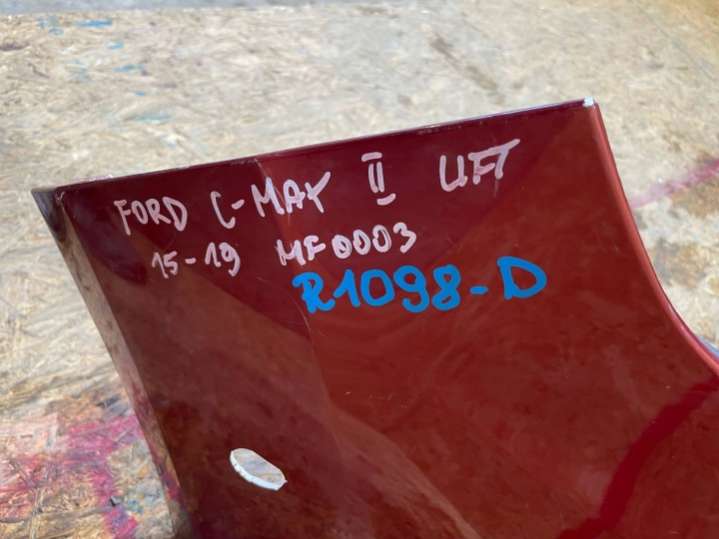 FORD C-MAX II LIFT
15-19 MF0003
R1098-D